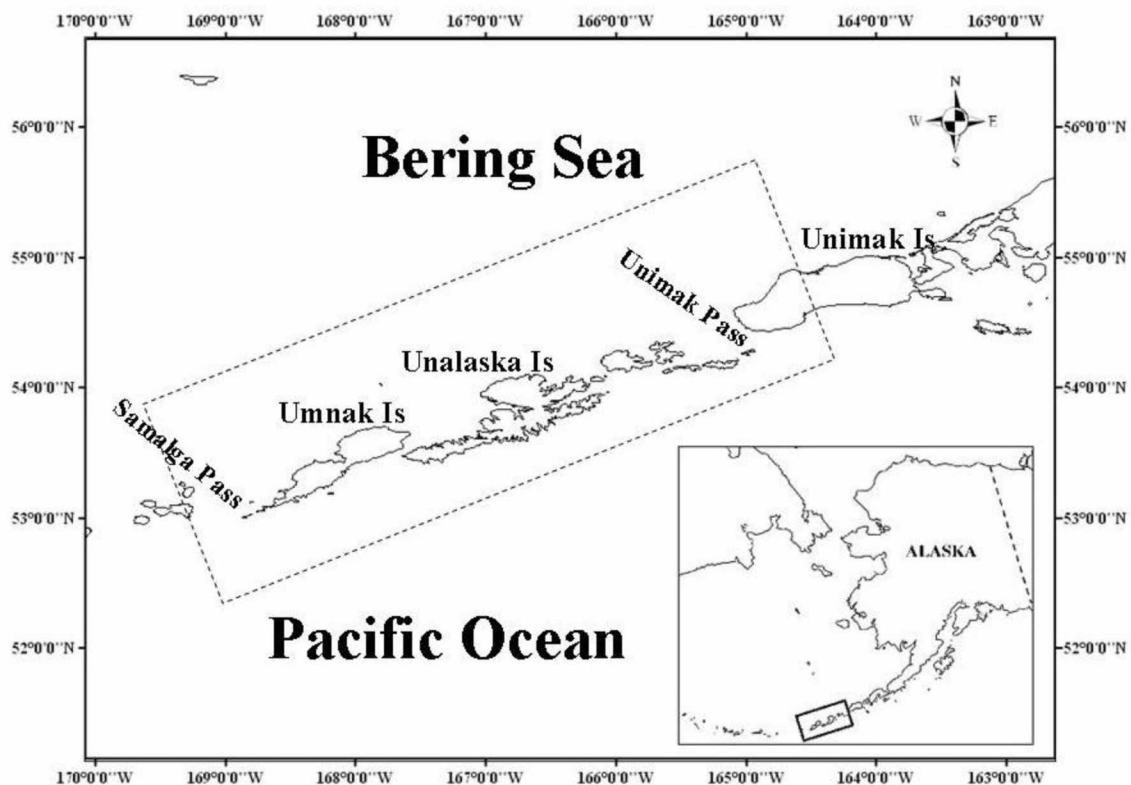 170°0'0"W 169°0'0"W 168°0'0"W 167°0'0"W 166°0'0"W 165°0'0"W 164°0'0"W 163°0'0"W
N
56°0'0"N W E 56°0'0"N
S
Bering Sea
Unimak Is
55°0'0"N 55°0'0"N
Unimak Pass
Unalaska Is
54°0'0"N 54°0'0"N
Umnak Is
Samalga Pass
53°0'0"N 53°0'0"N
ALASKA
Pacific Ocean
52°0'0"N 52°0'0"N
170°0'0"W 169°0'0"W 168°0'0"W 167°0'0"W 166°0'0"W 165°0'0"W 164°0'0"W 163°0'0"W